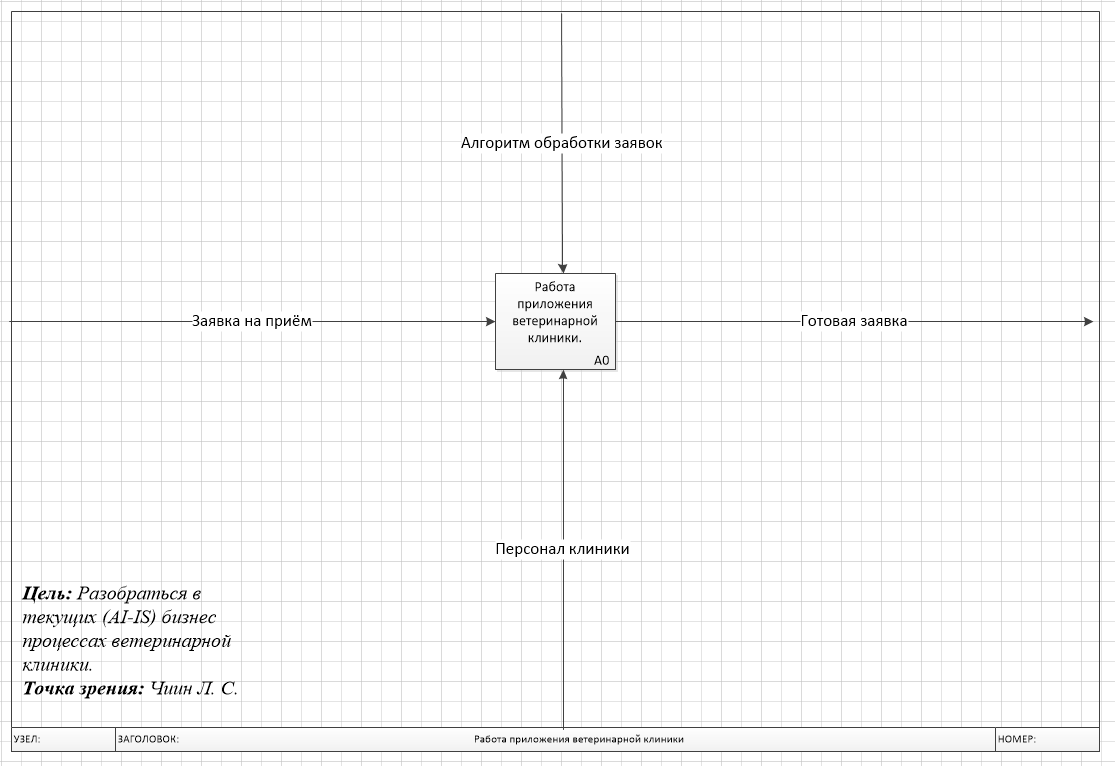 Алгоритм обработки заявок
Работа
приложения
ветеринарной
клиники.
A0
Заявка на приём
Готовая заявка
Персонал клиники
Цель: Разобраться в
текущих (AI-IS) бизнес
процессах ветеринарной
клиники.
Точка зрения: Чиин Л. С.
УЗЕЛ:
ЗАГОЛОВОК:
Работа приложения ветеринарной клиники
НОМЕР: